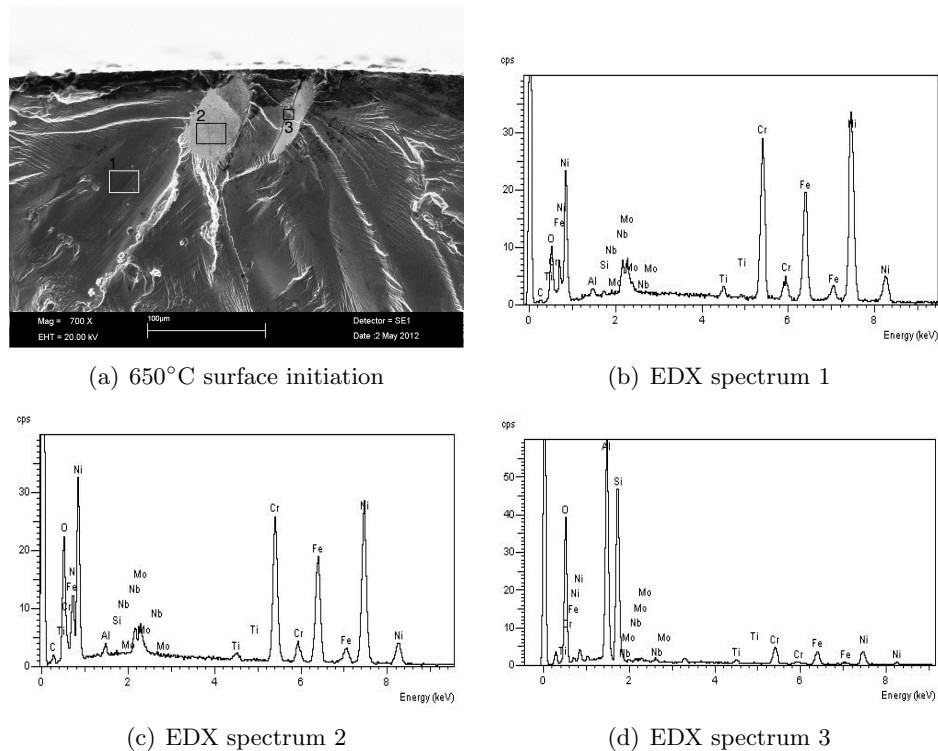 2
3
1
Mag = 700 X
100µm
Detector = SE1
EHT = 20.00 kV
Date :2 May 2012
(a) 650°C surface initiation
cps
30
20
10
0
Ni
Ni
Fe
O
Cr
C
Al
Si
Nb
Mo
Nb
Mo
Mo
Mo
Nb
Ti
Ti
Cr
Cr
Fe
Fe
Ni
Ni
0 2 4 6 8
Energy (keV)
(b) EDX spectrum 1
cps
30
20
10
0
Ni
O
N
Fe
Cr
Ti
C
Al
Si
Nb
Nb
Mo
Mo
Mo
Nb
Mo
Ti
Ti
Cr
Cr
Fe
Fe
Ni
Ni
0 2 4 6 8
Energy (keV)
(c) EDX spectrum 2
cps
50
40
30
20
10
0
Al
Si
O
Ni
Ni
Fe
Ti
Mo
Mo
Nb
Mo
Nb
Nb
Mo
Ti
Ti
Cr
Cr
Fe
Fe
Ni
Ni
0 2 4 6 8
Energy (keV)
(d) EDX spectrum 3